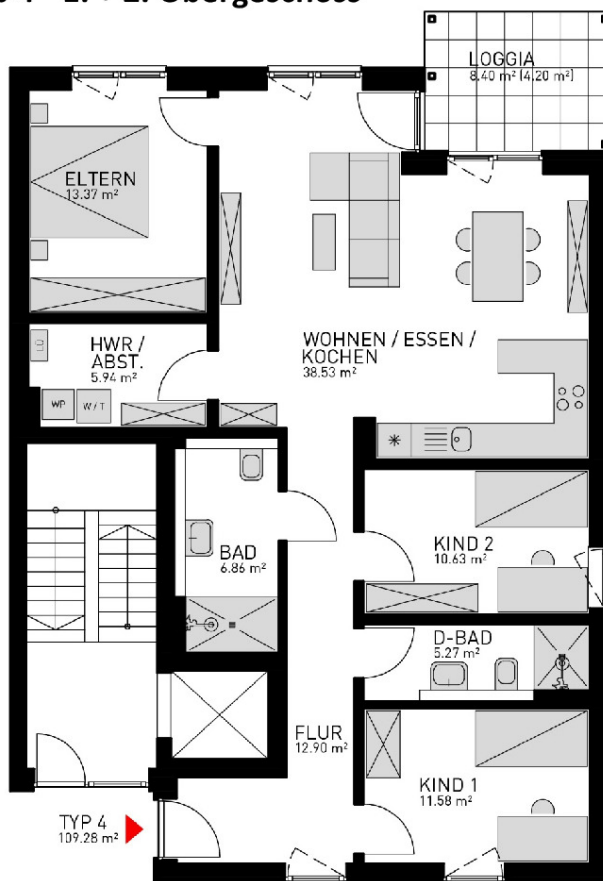 LOGGIA
8.40 m² (4.20 m²)
ELTERN
13.37 m²
HWR /
ABST.
5.94 m²
LÜ
WP
W / T
WOHNEN / ESSEN /
KOCHEN
38.53 m²
BAD
6.86 m²
KIND 2
10.63 m²
D-BAD
5.27 m²
FLUR
12.90 m²
KIND 1
11.58 m²
TYP 4
109.28 m²